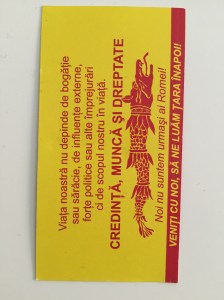 Viața noastră nu depinde de bogăție
sau sărăcie, de influențe externe,
forțe politice sau alte împrejurări
ci de scopul nostru în viață.
CREDINȚĂ, MUNCĂ ȘI DREPTATE
Noi nu suntem urmași ai Romei!
VENIȚI CU NOI, SĂ NE LUĂM ȚARA ÎNAPOI!